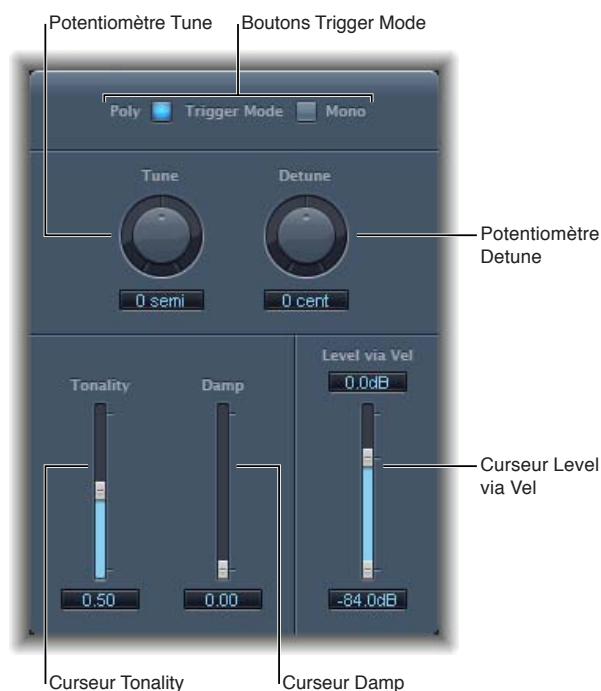 Potentiomètre Tune
Boutons Trigger Mode
Poly Trigger Mode Mono
Tune
Detune
Potentiomètre
Detune
0 semi
0 cent
Level via Vel
0.0dB
Tonality
Damp
Curseur Level
via Vel
0.50
0.00
-84.0dB
Curseur Tonality
Curseur Damp